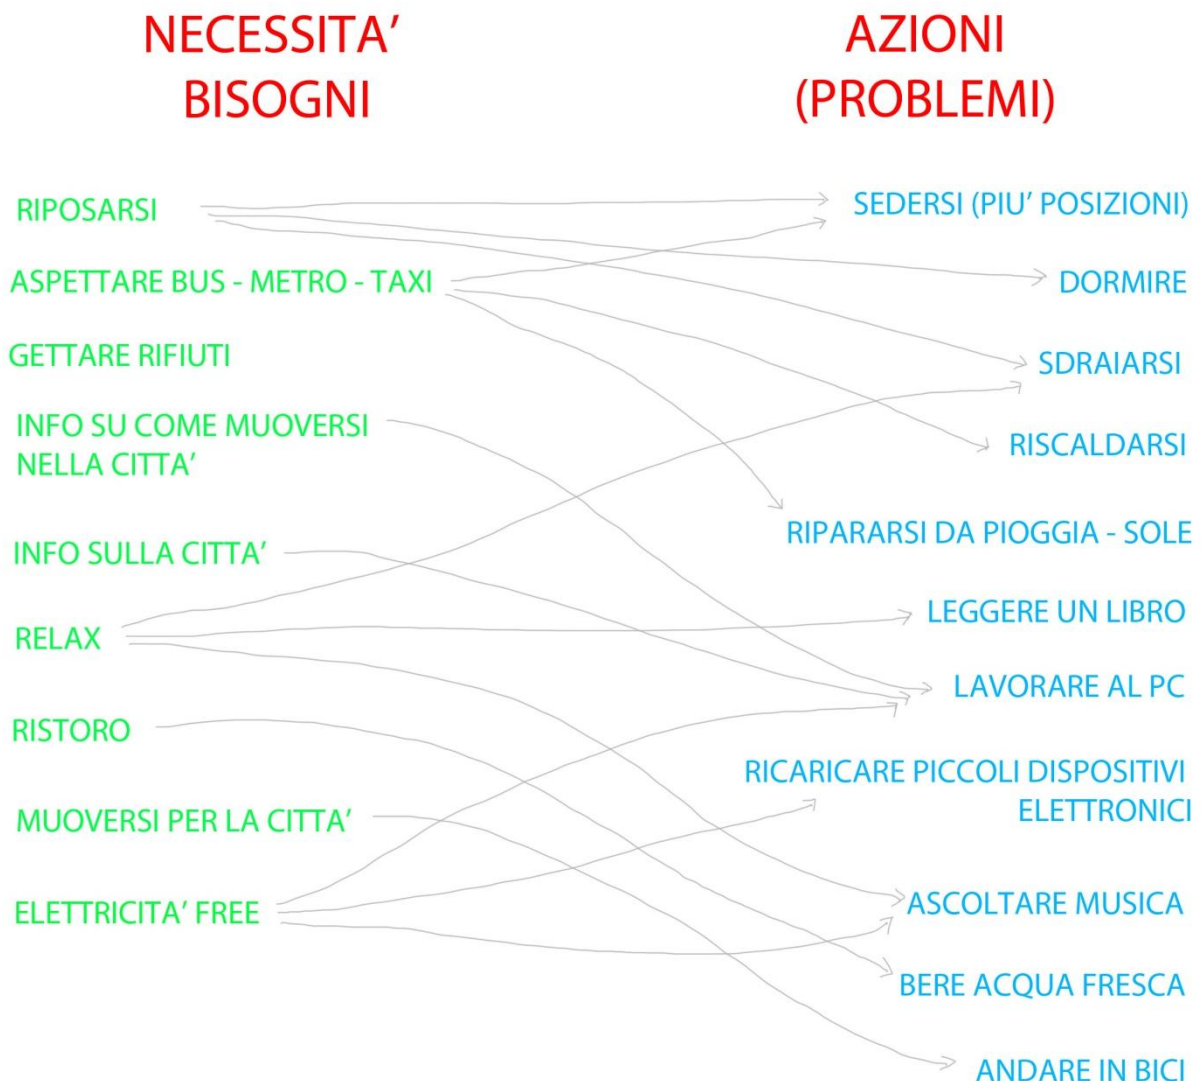 NECESSITA’
BISOGNI
RIPOSARSI
ASPETTARE BUS - METRO - TAXI
GETTARE RIFIUTI
INFO SU COME MUOVERSI
NELLA CITTA’
INFO SULLA CITTA’
RELAX
RISTORO
MUOVERSI PER LA CITTA’
ELETTRICITA’ FREE
AZIONI
(PROBLEMI)
SEDERSI (PIU’ POSIZIONI)
DORMIRE
SDRAIARSI
RISCALDARSI
RIPARARSI DA PIOGGIA - SOLE
LEGGERE UN LIBRO
LAVORARE AL PC
RICARICARE PICCOLI DISPOSITIVI
ELETTRONICI
ASCOLTARE MUSICA
BERE ACQUA FRESCA
ANDARE IN BICI